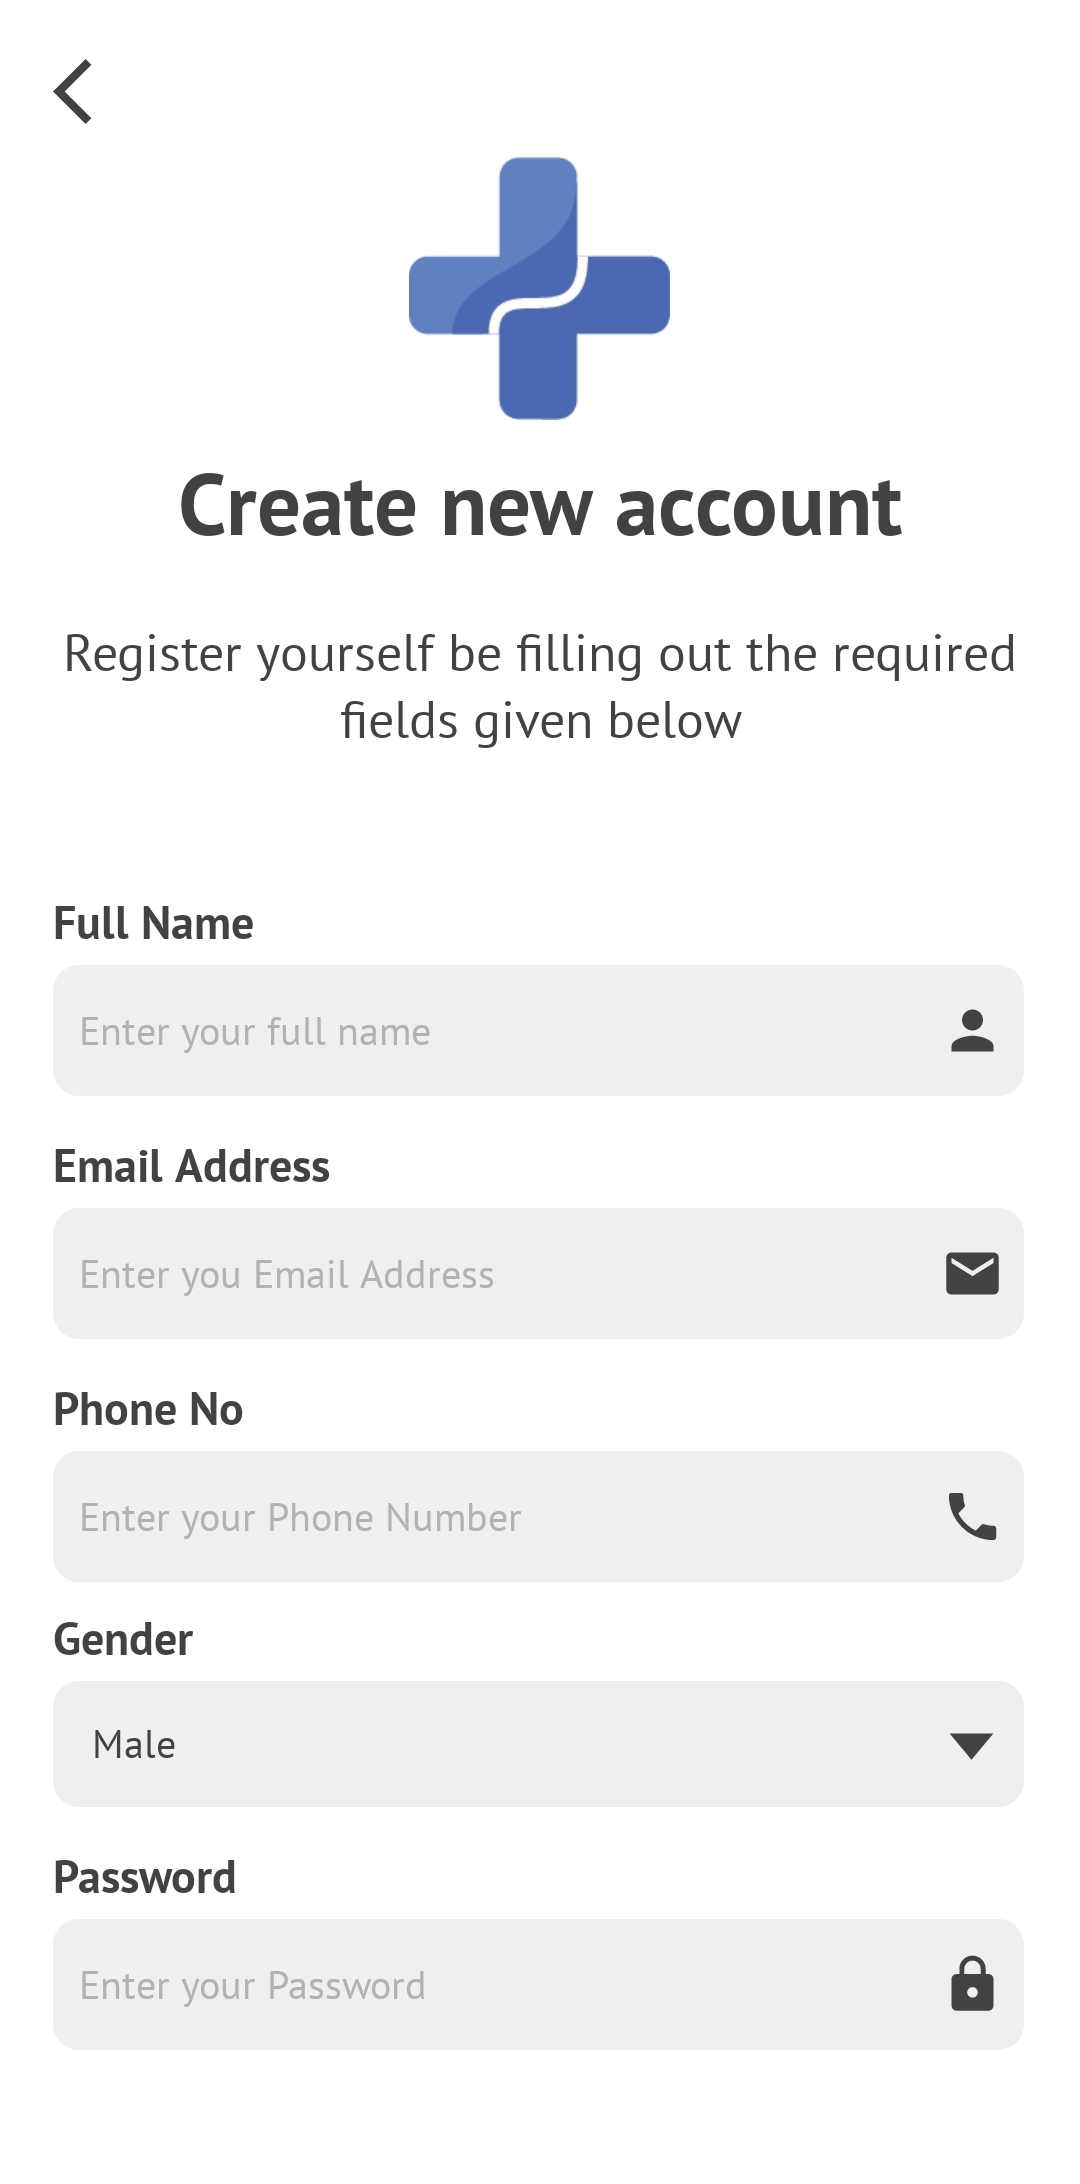 Create new account
Register yourself be filling out the required
fields given below
Full Name
Enter your full name
Email Address
Enter you Email Address
Phone No
Enter your Phone Number
Gender
Male
Password
Enter your Password